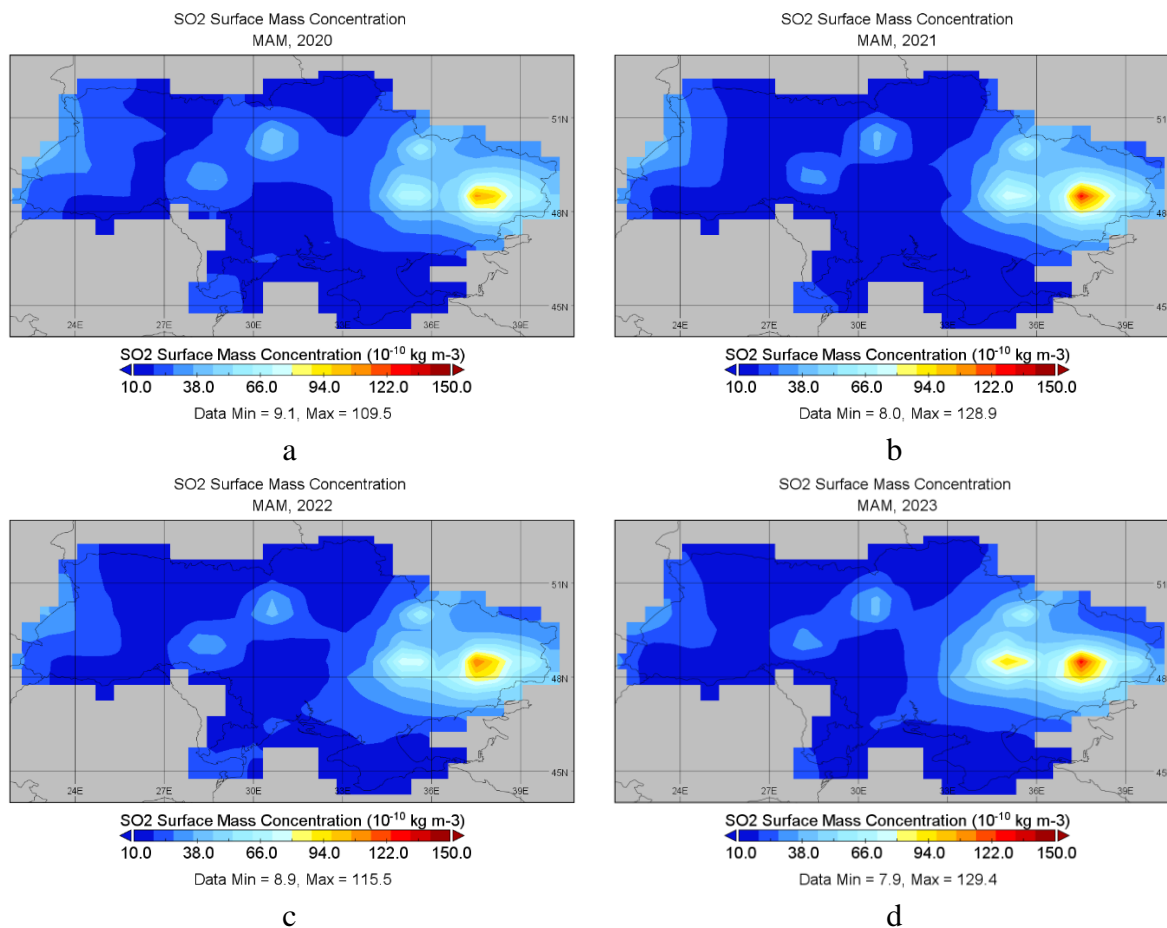 SO2 Surface Mass Concentration
MAM, 2020
51N
48N
45N
24E 27E 30E 33E 36E 39E
SO2 Surface Mass Concentration (10⁻¹⁰ kg m-3)
10.0 38.0 66.0 94.0 122.0 150.0
Data Min = 9.1, Max = 109.5
a
SO2 Surface Mass Concentration
MAM, 2021
51N
48
45N
24E 27E 30E 33E 36E 39E
SO2 Surface Mass Concentration (10⁻¹⁰ kg m-3)
10.0 38.0 66.0 94.0 122.0 150.0
Data Min = 8.0, Max = 128.9
b
SO2 Surface Mass Concentration
MAM, 2022
51N
48N
45N
24E 27E 30E 33E 36E 39E
SO2 Surface Mass Concentration (10⁻¹⁰ kg m-3)
10.0 38.0 66.0 94.0 122.0 150.0
Data Min = 8.9, Max = 115.5
c
SO2 Surface Mass Concentration
MAM, 2023
51N
48
45N
24E 27E 30E 33E 36E 39E
SO2 Surface Mass Concentration (10⁻¹⁰ kg m-3)
10.0 38.0 66.0 94.0 122.0 150.0
Data Min = 7.9, Max = 129.4
d